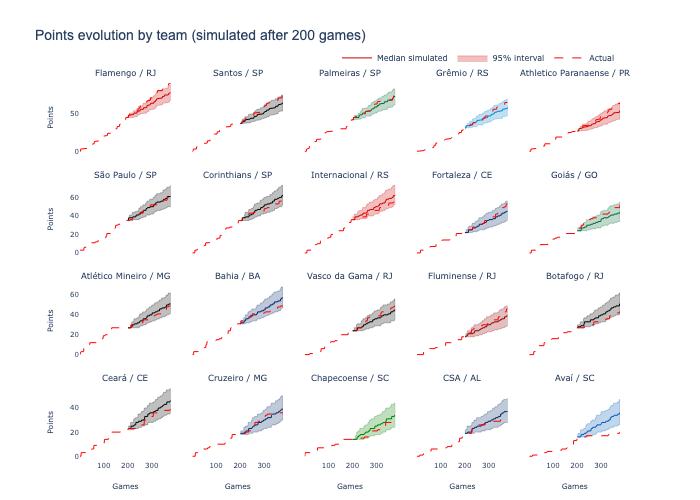 Points evolution by team (simulated after 200 games)
Median simulated 95% interval Actual
Flamengo / RJ Santos / SP Palmeiras / SP Grêmio / RS Athletico Paranaense / PR
Points
50
0
São Paulo / SP Corinthians / SP Internacional / RS Fortaleza / CE Goiás / GO
Points
60
40
20
0
Atlético Mineiro / MG Bahia / BA Vasco da Gama / RJ Fluminense / RJ Botafogo / RJ
Points
60
40
20
0
Ceará / CE Cruzeiro / MG Chapecoense / SC CSA / AL Avaí / SC
Points
40
20
0
100 200 300 100 200 300 100 200 300 100 200 300 100 200 300
Games Games Games Games Games